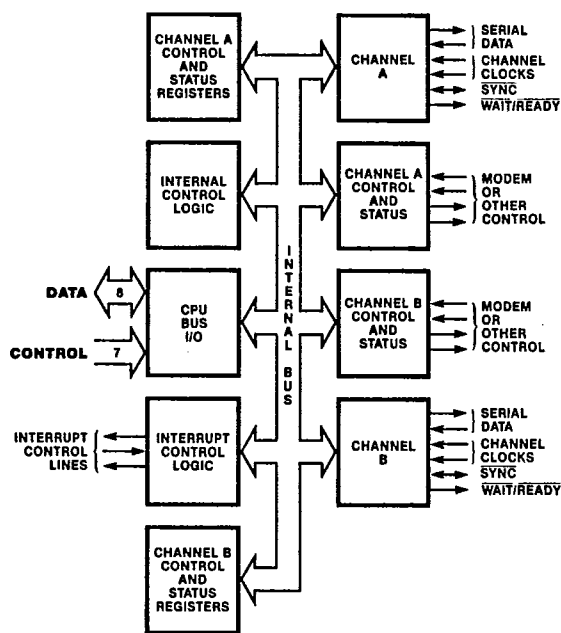 CHANNEL A
CONTROL
AND
STATUS
REGISTERS
CHANNEL
A
SERIAL
DATA
CHANNEL
CLOCKS
SYNC
WAIT/READY
INTERNAL
CONTROL
LOGIC
CHANNEL A
CONTROL
AND
STATUS
MODEM
OR
OTHER
CONTROL
DATA
8
CONTROL
7
CPU
BUS
I/O
INTERNAL BUS
CHANNEL B
CONTROL
AND
STATUS
MODEM
OR
OTHER
CONTROL
INTERRUPT
CONTROL
LINES
INTERRUPT
CONTROL
LOGIC
CHANNEL
B
SERIAL
DATA
CHANNEL
CLOCKS
SYNC
WAIT/READY
CHANNEL B
CONTROL
AND
STATUS
REGISTERS